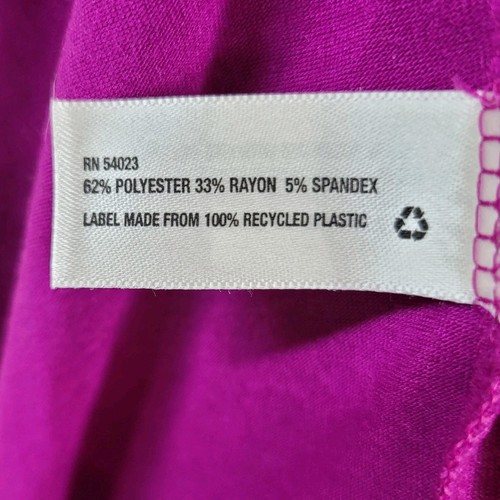 RN 54023
62% POLYESTER 33% RAYON 5% SPANDEX
LABEL MADE FROM 100% RECYCLED PLASTIC